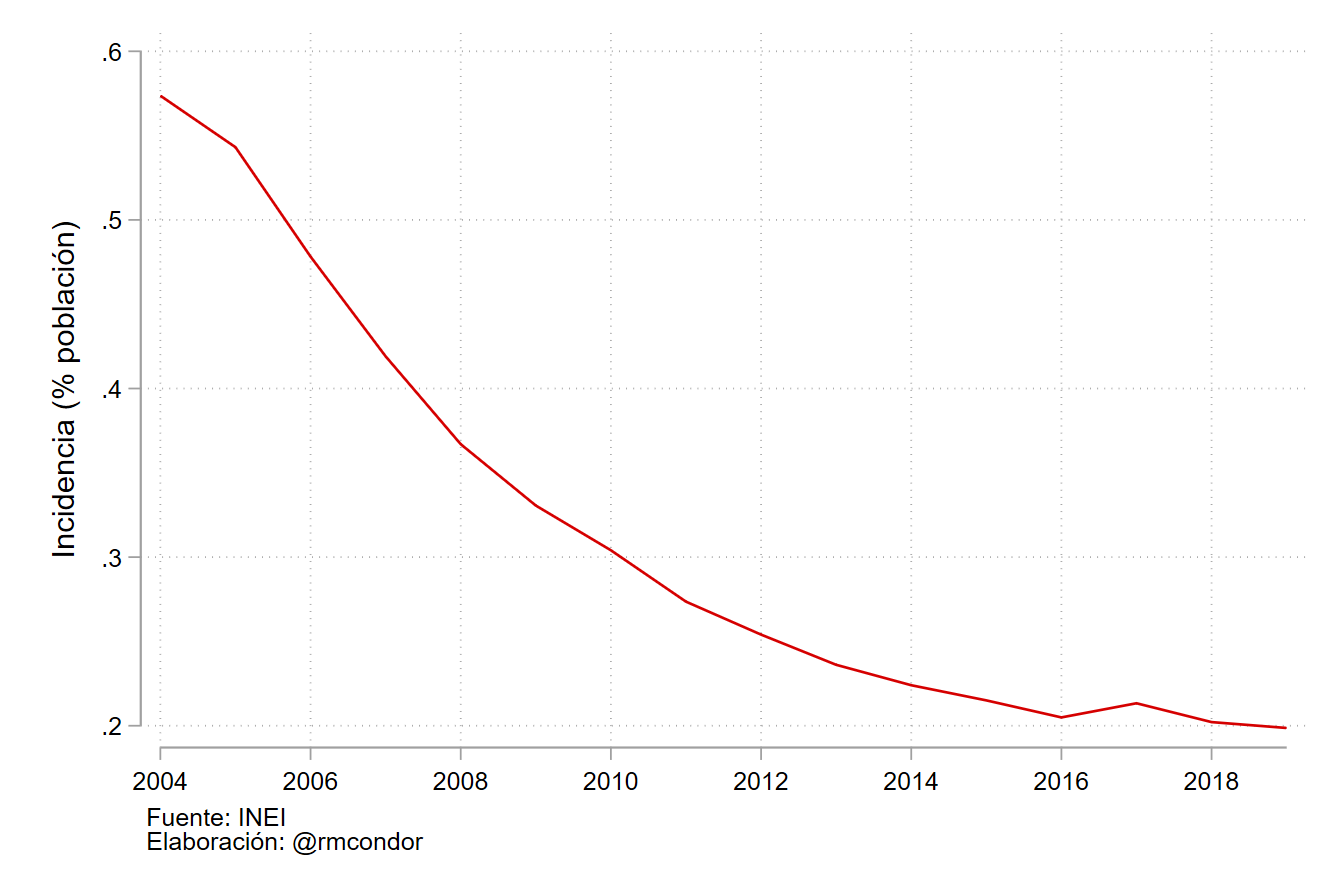 .6
.5
.4
.3
.2
Incidencia (% población)
2004 2006 2008 2010 2012 2014 2016 2018
Fuente: INEI
Elaboración: @rmcondor